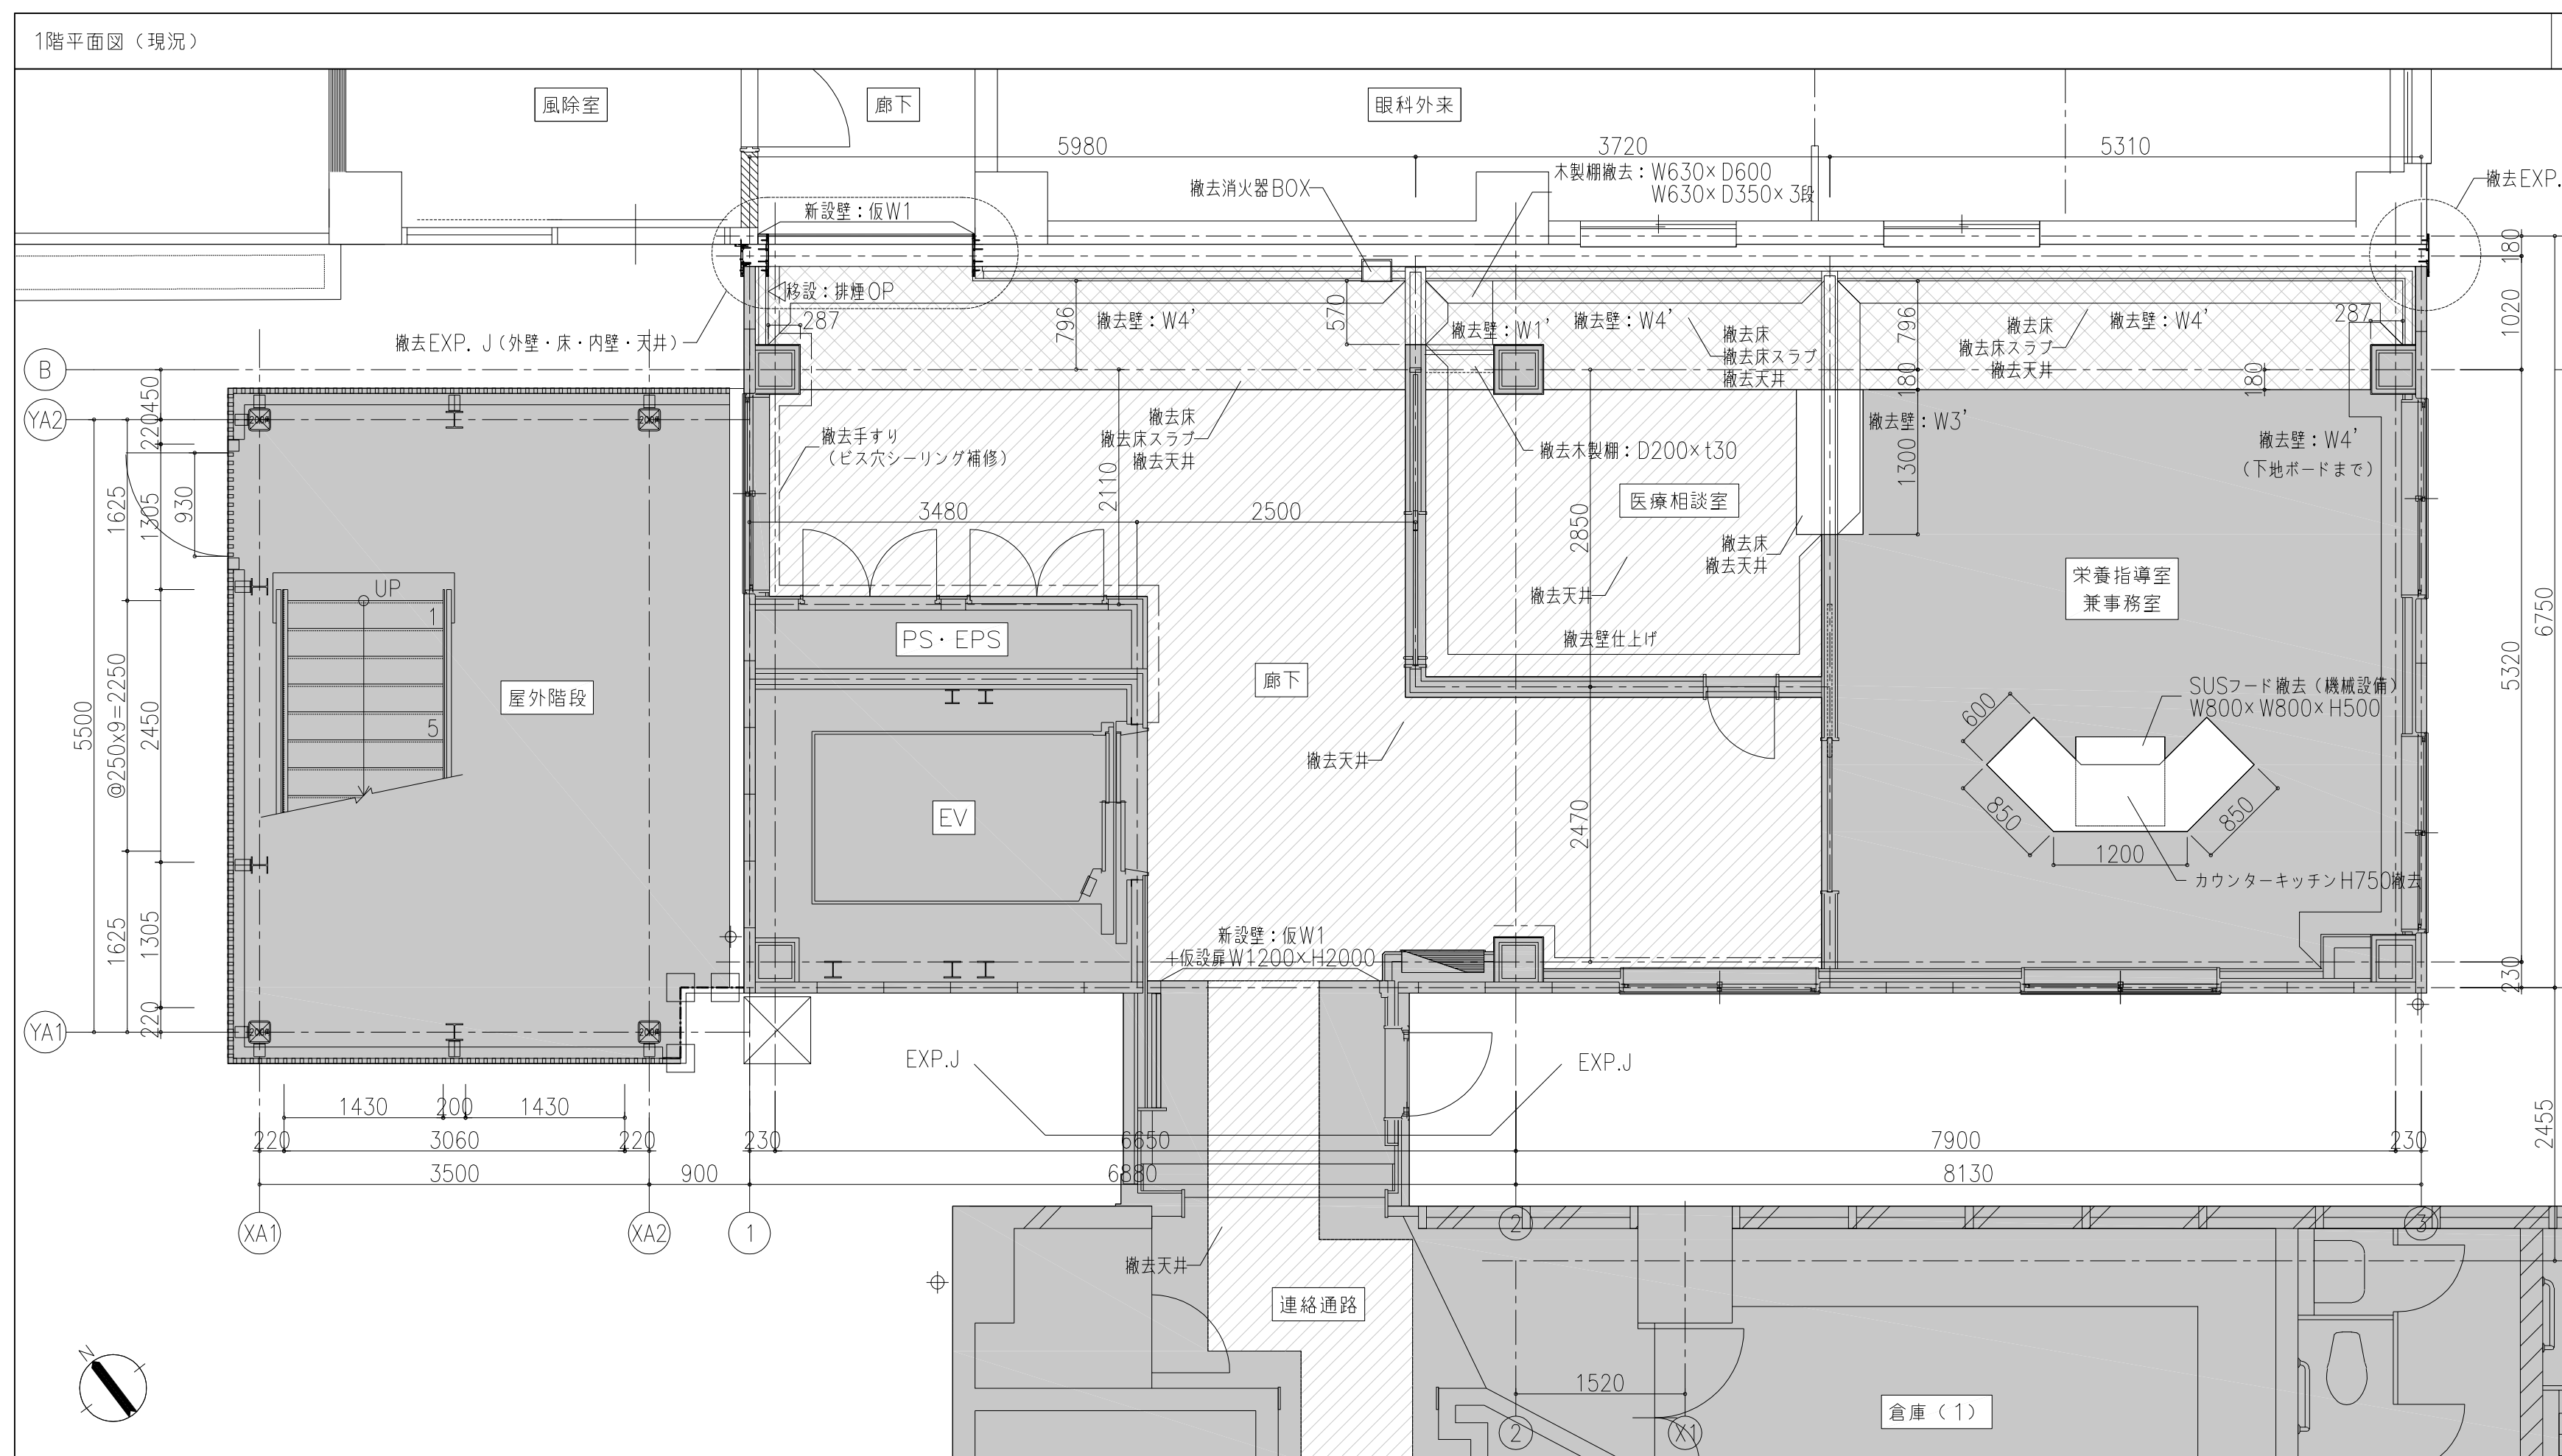 1階平面図（現況）
風除室
廊下
眼科外来
5980
3720
5310
撤去消火器BOX
木製棚撤去：W630×D600
W630×D350×3段
撤去EXP.
新設壁：仮W1
移設：排煙OP
287
796
撤去壁：W4'
570
撤去壁：W1'
撤去壁：W4'
撤去床
撤去床スラブ
撤去天井
796
撤去床
撤去床スラブ
撤去天井
撤去壁：W4'
287
180
1020
撤去EXP. J（外壁・床・内壁・天井）
B
YA2
450
220
180
180
撤去床
撤去床スラブ
撤去天井
撤去手すり
（ビス穴シーリング補修）
2110
撤去木製棚：D200×t30
撤去壁：W3'
1300
撤去壁：W4'
（下地ボードまで）
医療相談室
1625
1305
930
3480
2500
2850
撤去床
撤去天井
撤去天井
栄養指導室
兼事務室
UP
1
5
PS・EPS
撤去壁仕上げ
廊下
屋外階段
5500
@250x9=2250
2450
6750
5320
SUSフード撤去（機械設備）
W800×W800×H500
600
850
850
1200
カウンターキッチンH750撤去
撤去天井
EV
2470
1625
1305
新設壁：仮W1
+仮設扉W1200×H2000
230
220
YA1
200
200
200
200
EXP.J
EXP.J
1430
200
1430
220
3060
220
230
6650
7900
230
2455
3500
900
6880
8130
XA1
XA2
1
2
3
撤去天井
連絡通路
N
1520
2
X1
倉庫（1）